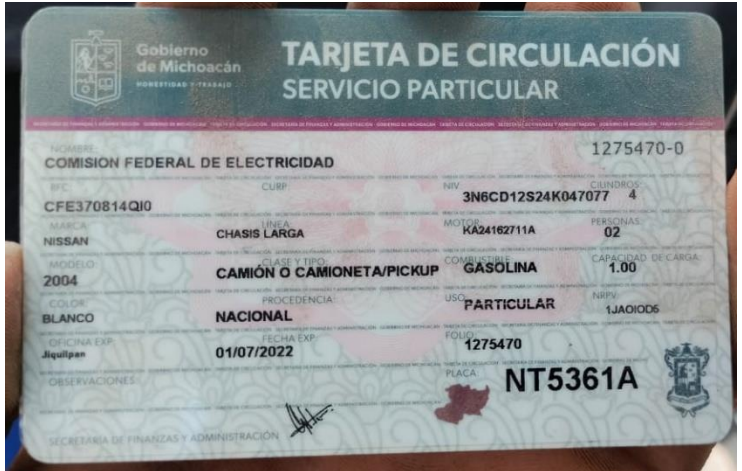 Gobierno
de Michoacán
HONESTIDAD Y TRABAJO
TARJETA DE CIRCULACIÓN
SERVICIO PARTICULAR
NOMBRE: 1275470-0
COMISION FEDERAL DE ELECTRICIDAD
RFC: CURP: NIV: CILINDROS:
CFE370814QI0 3N6CD12S24K047077 4
MARCA: LÍNEA: MOTOR: PERSONAS:
NISSAN CHASIS LARGA KA24162711A 02
MODELO: CLASE Y TIPO: COMBUSTIBLE: CAPACIDAD DE CARGA:
2004 CAMIÓN O CAMIONETA/PICKUP GASOLINA 1.00
COLOR: PROCEDENCIA: USO: NRPV:
BLANCO NACIONAL PARTICULAR 1JAOIOD5
OFICINA EXP: FECHA EXP: FOLIO:
Jiquilpan 01/07/2022 1275470
OBSERVACIONES: PLACA: NT5361A
SECRETARÍA DE FINANZAS Y ADMINISTRACIÓN